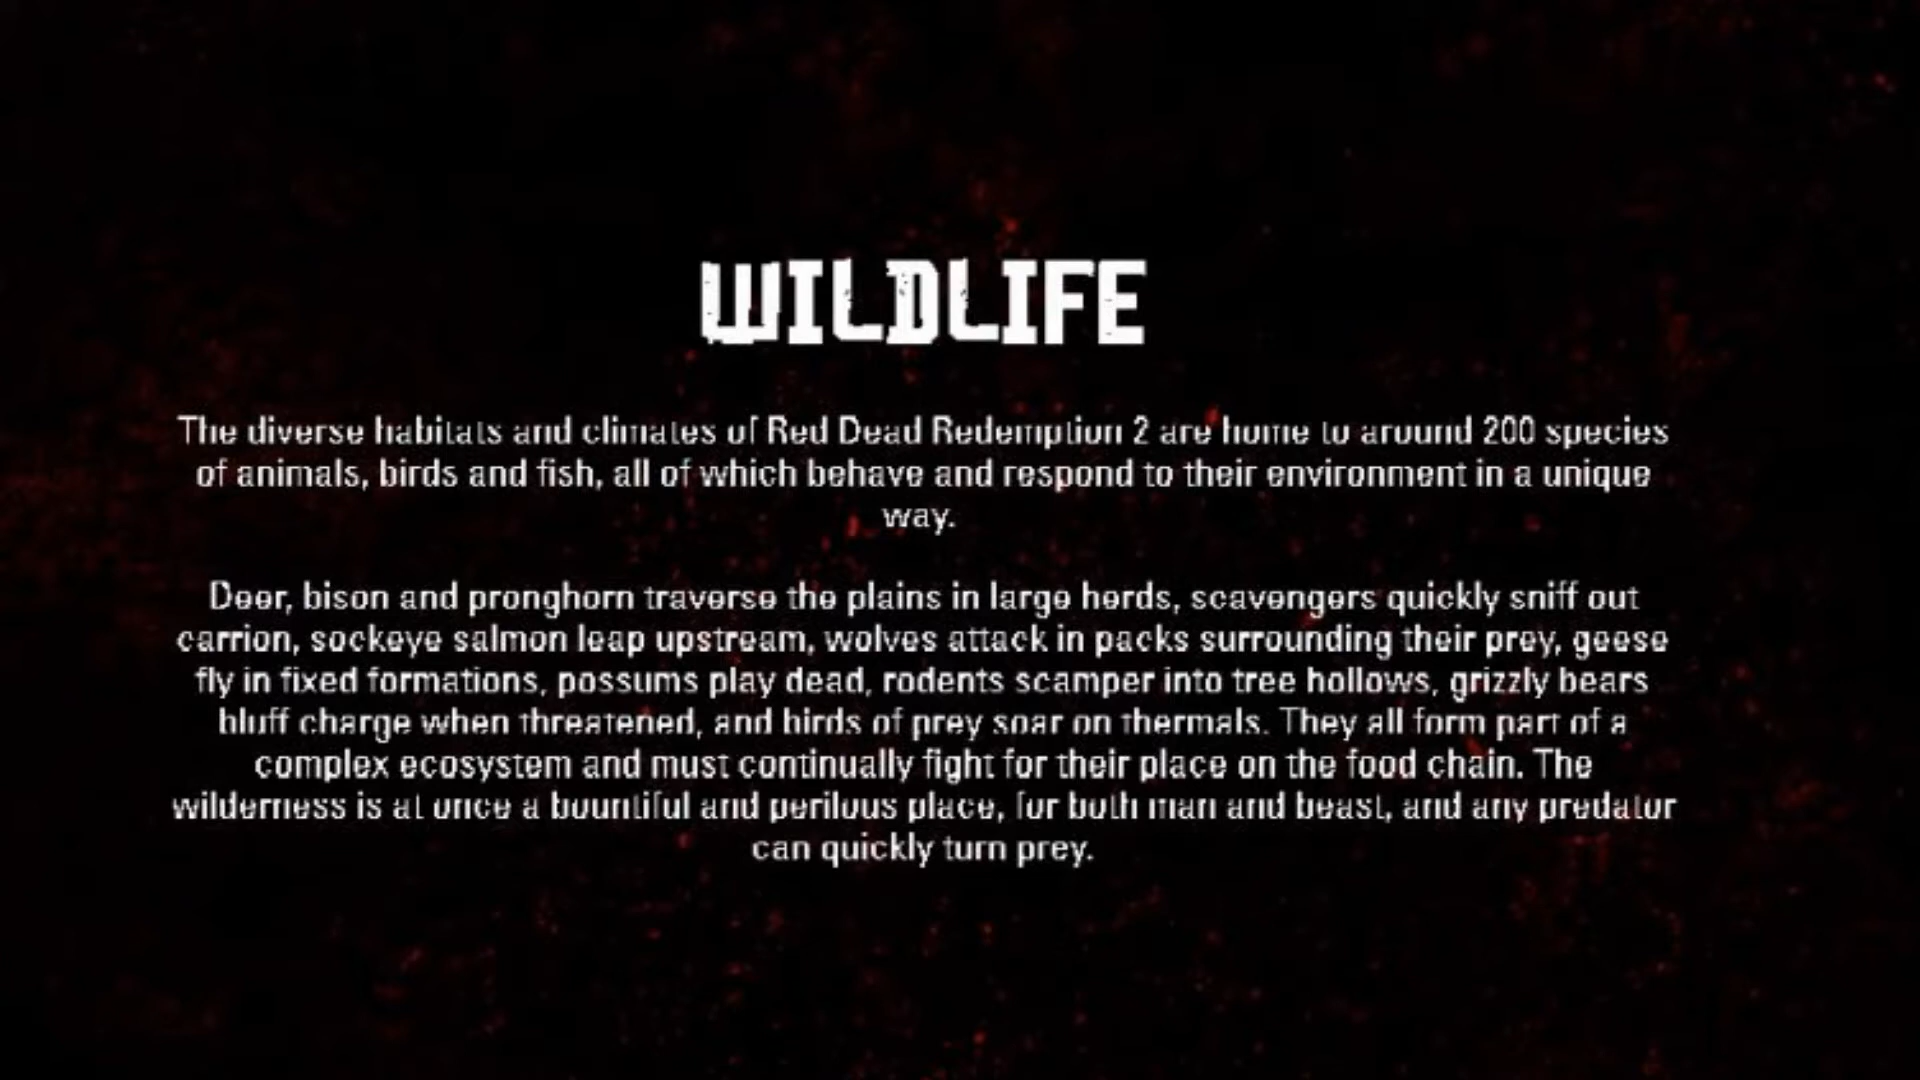 WILDLIFE
The diverse habitats and climates of Red Dead Redemption 2 are home to around 200 species
of animals, birds and fish, all of which behave and respond to their environment in a unique
way.
Deer, bison and pronghorn traverse the plains in large herds, scavengers quickly sniff out
carrion, sockeye salmon leap upstream, wolves attack in packs surrounding their prey, geese
fly in fixed formations, possums play dead, rodents scamper into tree hollows, grizzly bears
bluff charge when threatened, and birds of prey soar on thermals. They all form part of a
complex ecosystem and must continually fight for their place on the food chain. The
wilderness is at once a bountiful and perilous place, for both man and beast, and any predator
can quickly turn prey.